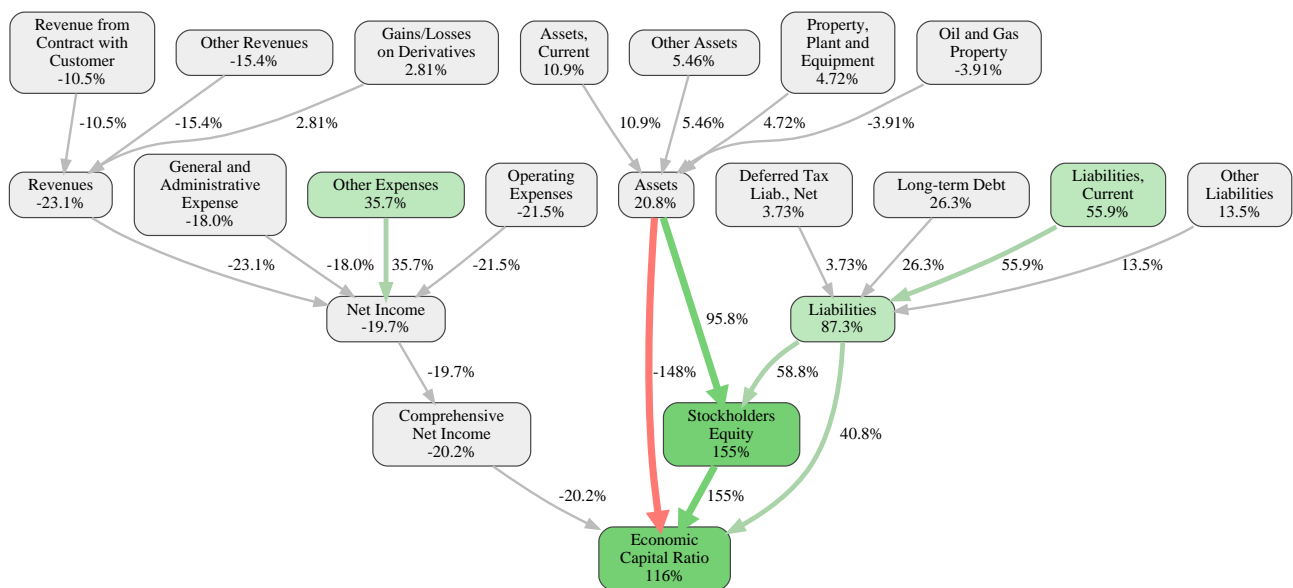 Revenue from
Contract with
Customer
-10.5%
Other Revenues
-15.4%
Gains/Losses
on Derivatives
2.81%
Assets,
Current
10.9%
Other Assets
5.46%
Property,
Plant and
Equipment
4.72%
Oil and Gas
Property
-3.91%
-10.5%
-15.4%
2.81%
10.9%
5.46%
4.72%
-3.91%
Revenues
-23.1%
General and
Administrative
Expense
-18.0%
Other Expenses
35.7%
Operating
Expenses
-21.5%
Assets
20.8%
Deferred Tax
Liab., Net
3.73%
Long-term Debt
26.3%
Liabilities,
Current
55.9%
Other
Liabilities
13.5%
-23.1%
-18.0%
35.7%
-21.5%
3.73%
26.3%
55.9%
13.5%
Net Income
-19.7%
95.8%
Liabilities
87.3%
-19.7%
-148%
58.8%
Comprehensive
Net Income
-20.2%
Stockholders
Equity
155%
40.8%
-20.2%
155%
Economic
Capital Ratio
116%